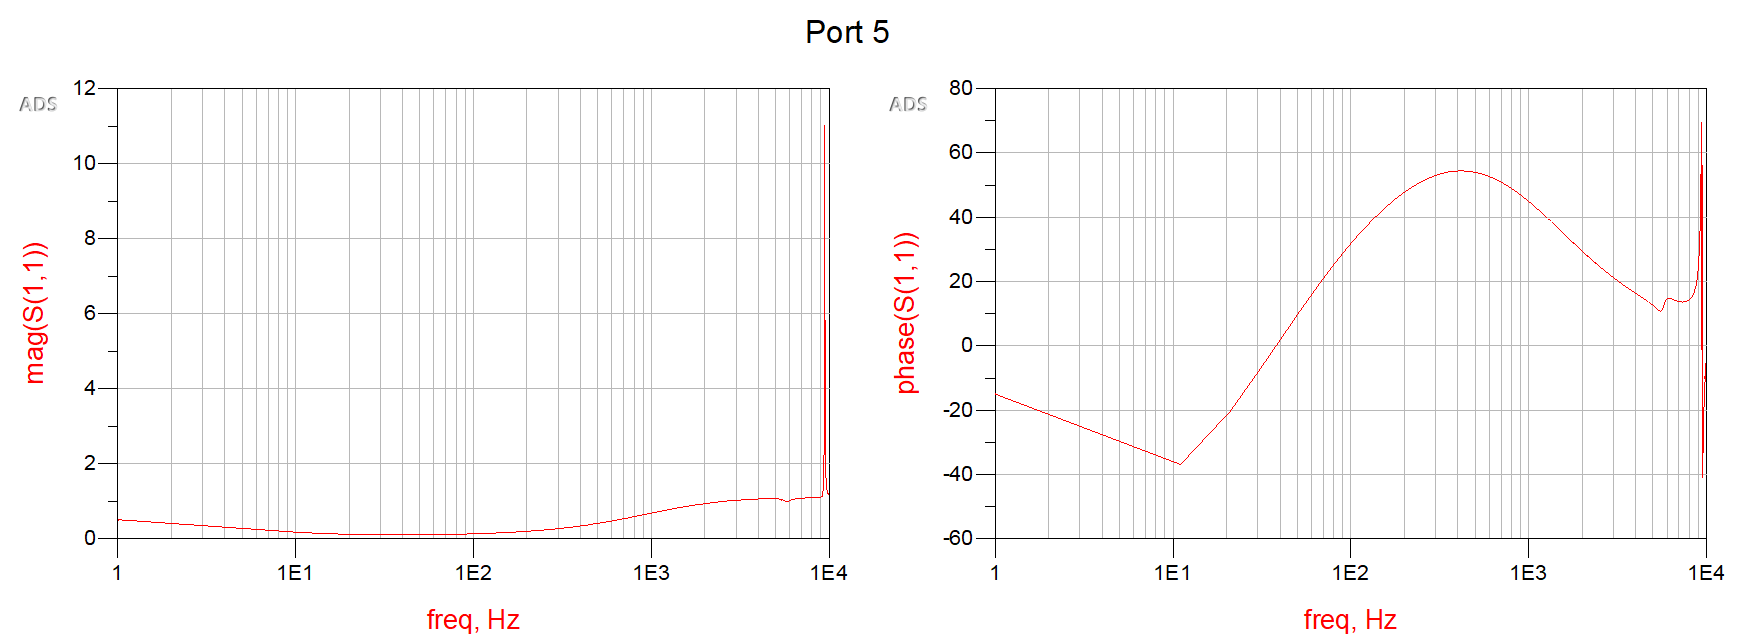 Port 5
ADS
12
10
8
6
4
2
0
mag(S(1,1))
1
1E1
1E2
1E3
1E4
freq, Hz
ADS
80
60
40
20
0
-20
-40
-60
phase(S(1,1))
1
1E1
1E2
1E3
1E4
freq, Hz